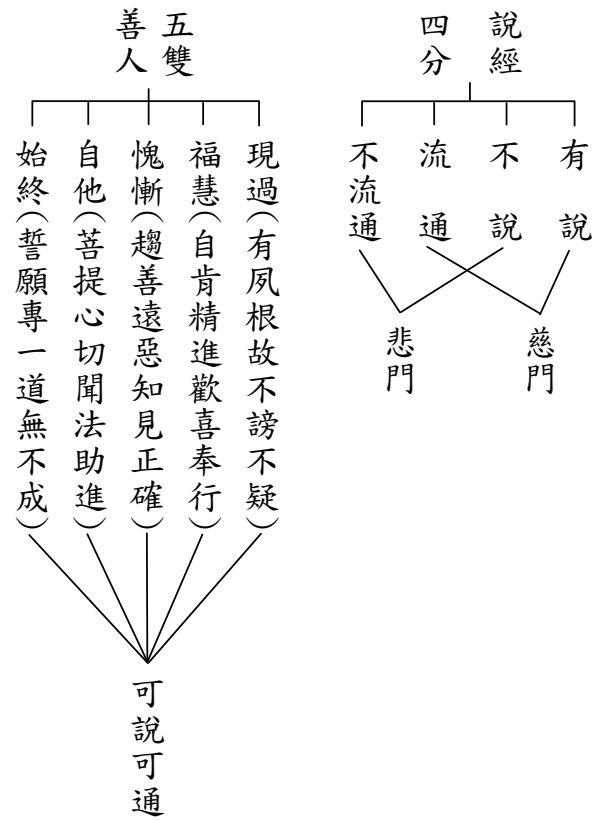 說經
四分
有說
不說
流通
不流通
慈門
悲門
五雙
善人
現過（有夙根故不謗不疑）
福慧（自肯精進歡喜奉行）
愧慚（趨善遠惡知見正確）
自他（菩提心切聞法助進）
始終（誓願專一道無不成）
可說可通